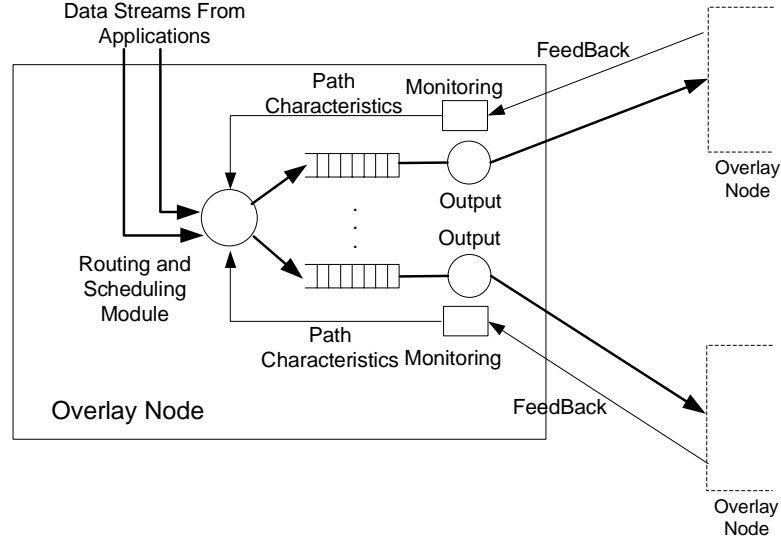 Data Streams From
Applications
FeedBack
Path
Characteristics
Monitoring
Overlay
Node
Output
Output
Routing and
Scheduling
Module
Path
Characteristics
Monitoring
Overlay Node
FeedBack
Overlay
Node